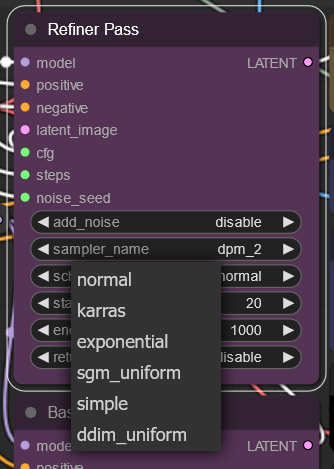 Refiner Pass
model LATENT
positive
negative
latent_image
cfg
steps
noise_seed
add_noise disable
sampler_name dpm_2
sc normal
sta 20
en 1000
ret disable
normal
karras
exponential
sgm_uniform
simple
ddim_uniform
Bas
mode LATENT
positive